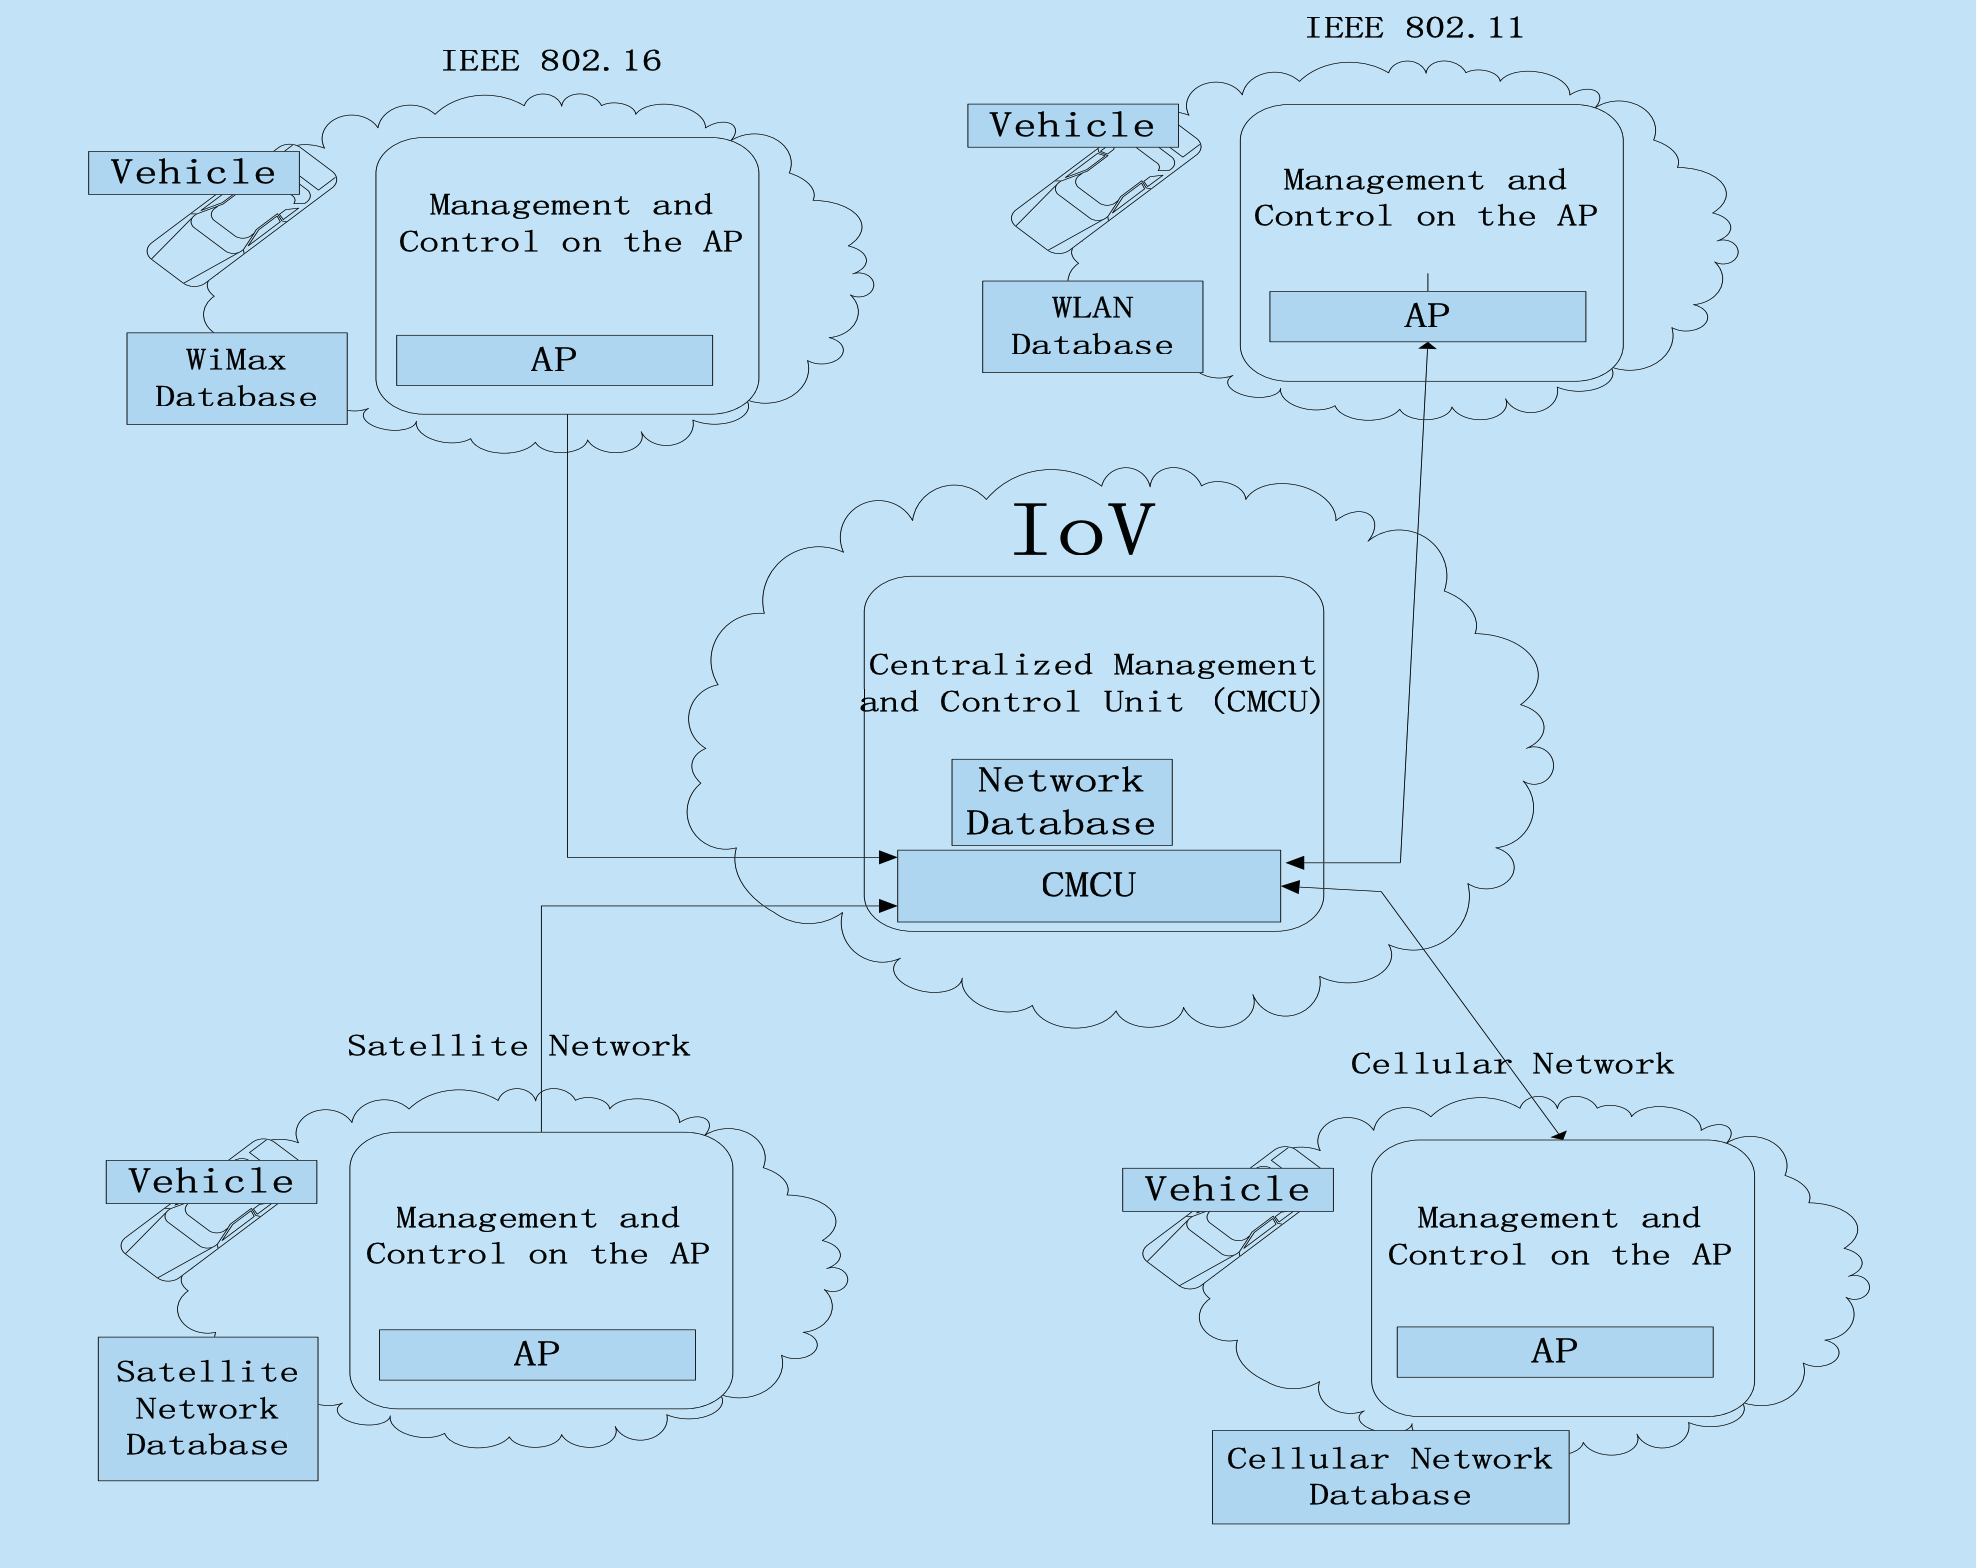 IEEE 802.16
Vehicle
Management and
Control on the AP
AP
WiMax
Database
IEEE 802.11
Vehicle
Management and
Control on the AP
AP
WLAN
Database
IoV
Centralized Management
and Control Unit (CMCU)
Network
Database
CMCU
Satellite Network
Vehicle
Management and
Control on the AP
AP
Satellite
Network
Database
Cellular Network
Vehicle
Management and
Control on the AP
AP
Cellular Network
Database